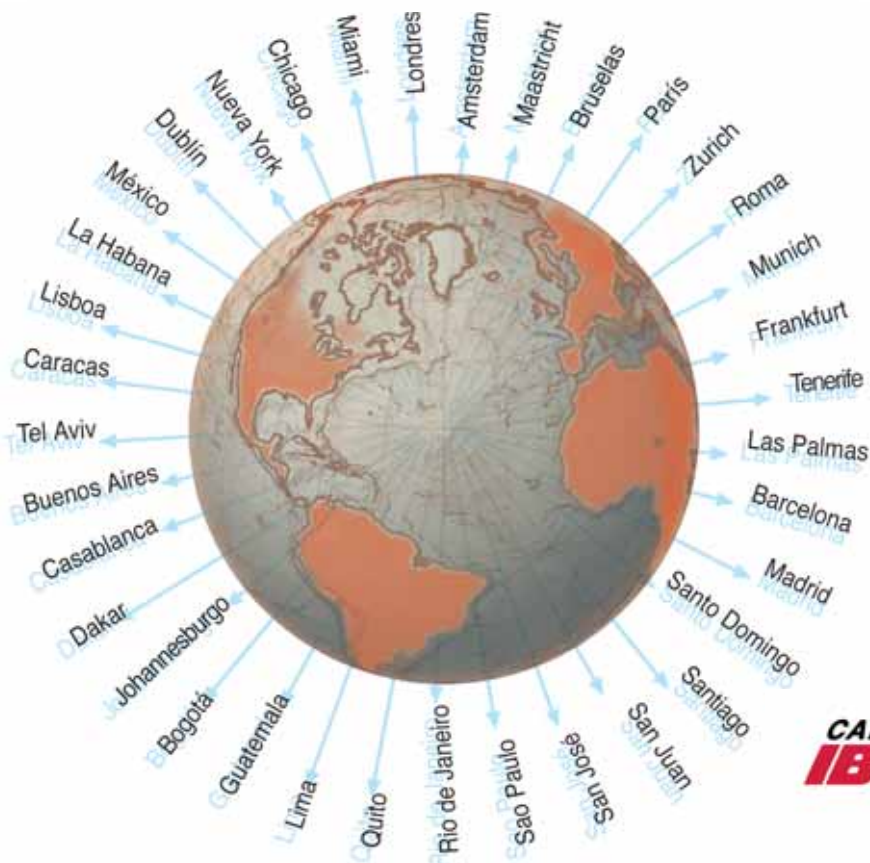 Londres
Amsterdam
Maastricht
Bruselas
París
Zurich
Roma
Munich
Frankfurt
Tenerife
Las Palmas
Barcelona
Madrid
Santo Domingo
Santiago
San Juan
San José
Sao Paulo
Rio de Janeiro
Quito
Lima
Guatemala
Bogotá
Johannesburgo
Dakar
Casablanca
Buenos Aires
Tel Aviv
Caracas
Lisboa
La Habana
México
Dublín
Nueva York
Chicago
Miami